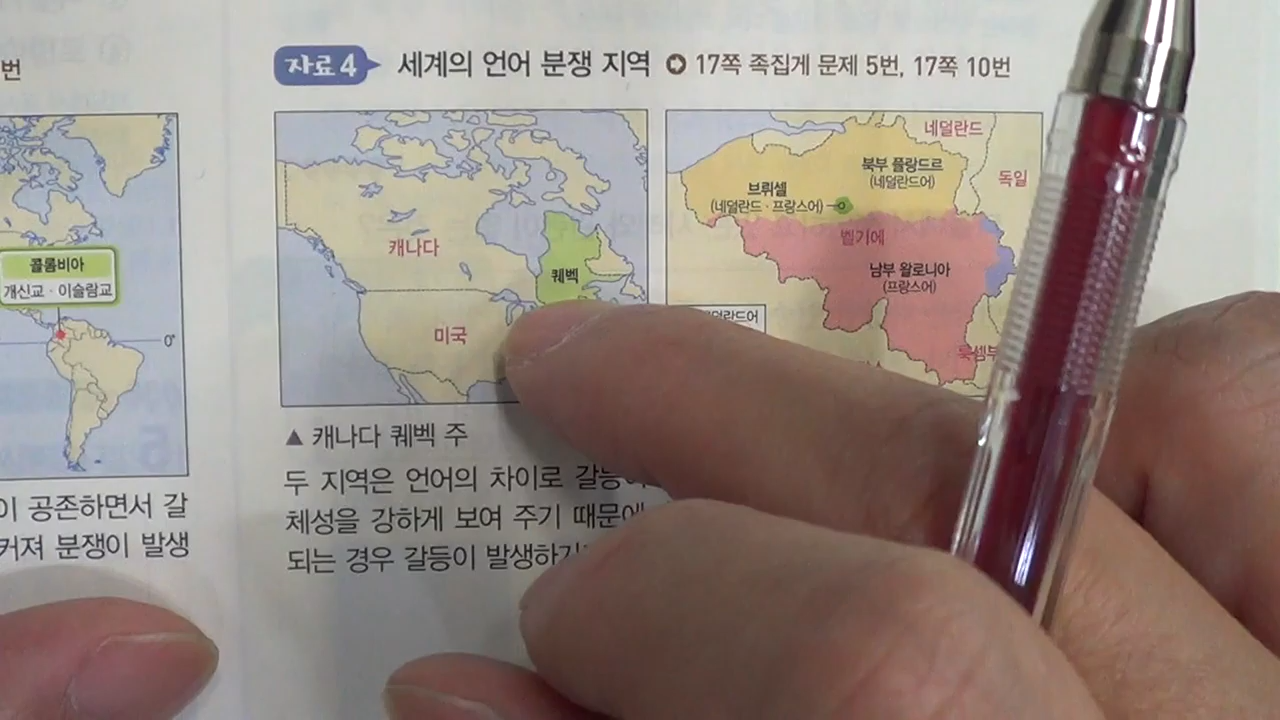 번
자료 4 세계의 언어 분쟁 지역 17쪽 족집게 문제 5번, 17쪽 10번
콜롬비아
개신교 · 이슬람교
0°
이 공존하면서 갈
커져 분쟁이 발생
캐나다
퀘벡
미국
네덜란드
독일
북부 플랑드르
(네덜란드어)
브뤼셀
(네덜란드 · 프랑스어)
벨기에
남부 왈로니아
(프랑스어)
▲ 캐나다 퀘벡 주
두 지역은 언어의 차이로
체성을 강하게 보여 주기 때문에
되는 경우 갈등이